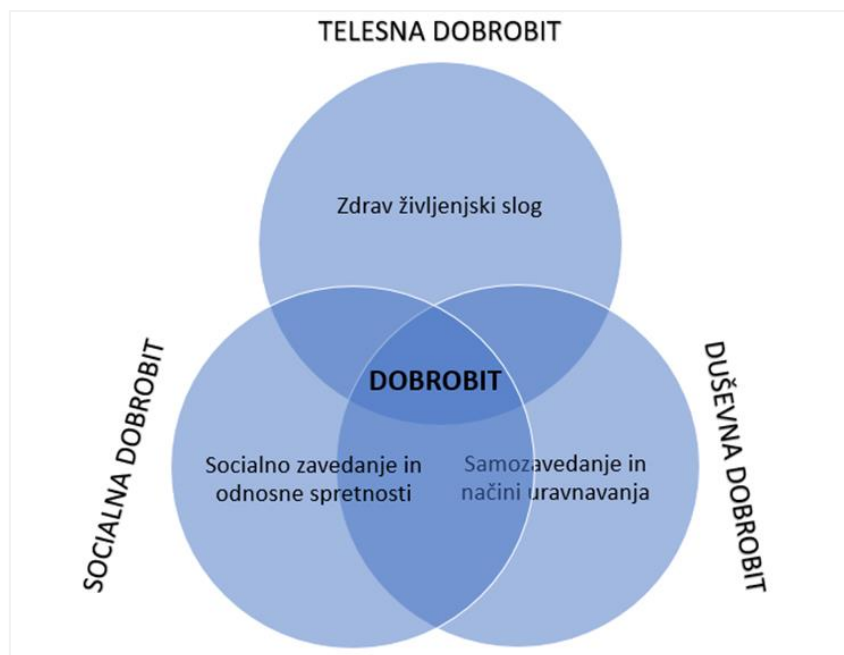 TELESNA DOBROBIT
Zdrav življenjski slog
DOBROBIT
SOCIALNA DOBROBIT
Socialno zavedanje in
odnosne spretnosti
Samozavedanje in
načini uravnavanja
DUŠEVNA DOBROBIT